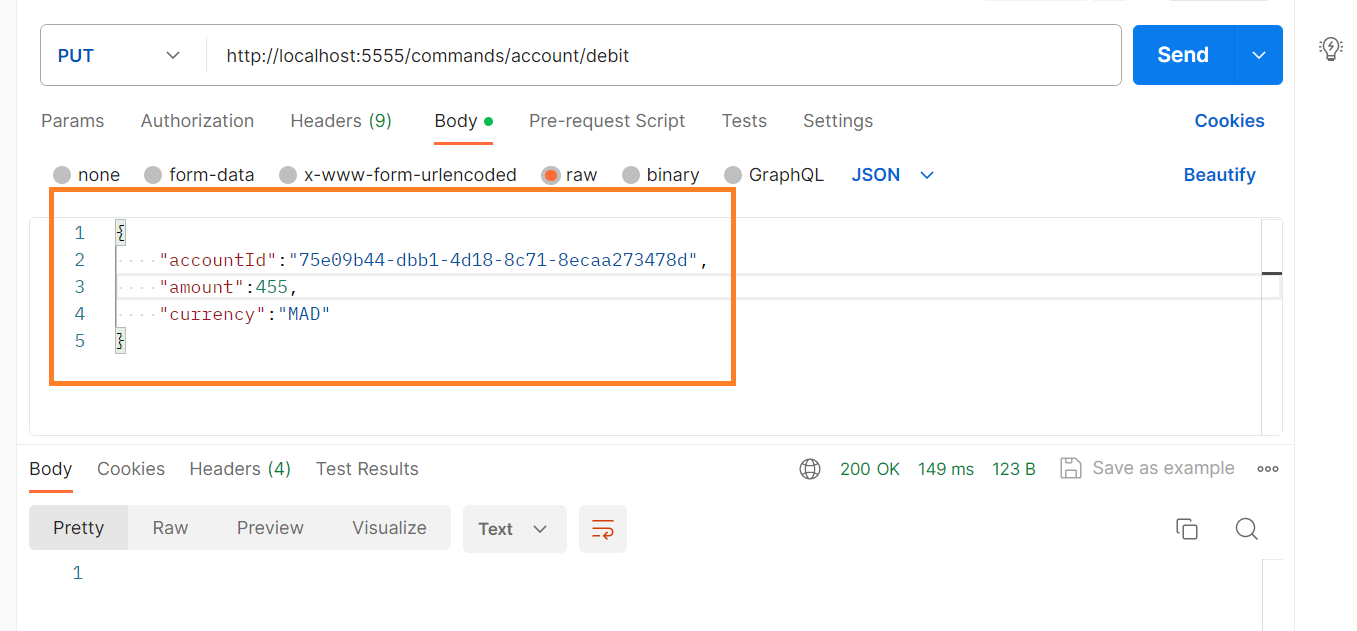 PUT http://localhost:5555/commands/account/debit Send
Params Authorization Headers (9) Body Pre-request Script Tests Settings Cookies
none form-data x-www-form-urlencoded raw binary GraphQL JSON Beautify
1 {
2 "accountId":"75e09b44-dbb1-4d18-8c71-8ecaa273478d",
3 "amount":455,
4 "currency":"MAD"
5 }
Body Cookies Headers (4) Test Results 200 OK 149 ms 123 B Save as example
Pretty Raw Preview Visualize Text
1